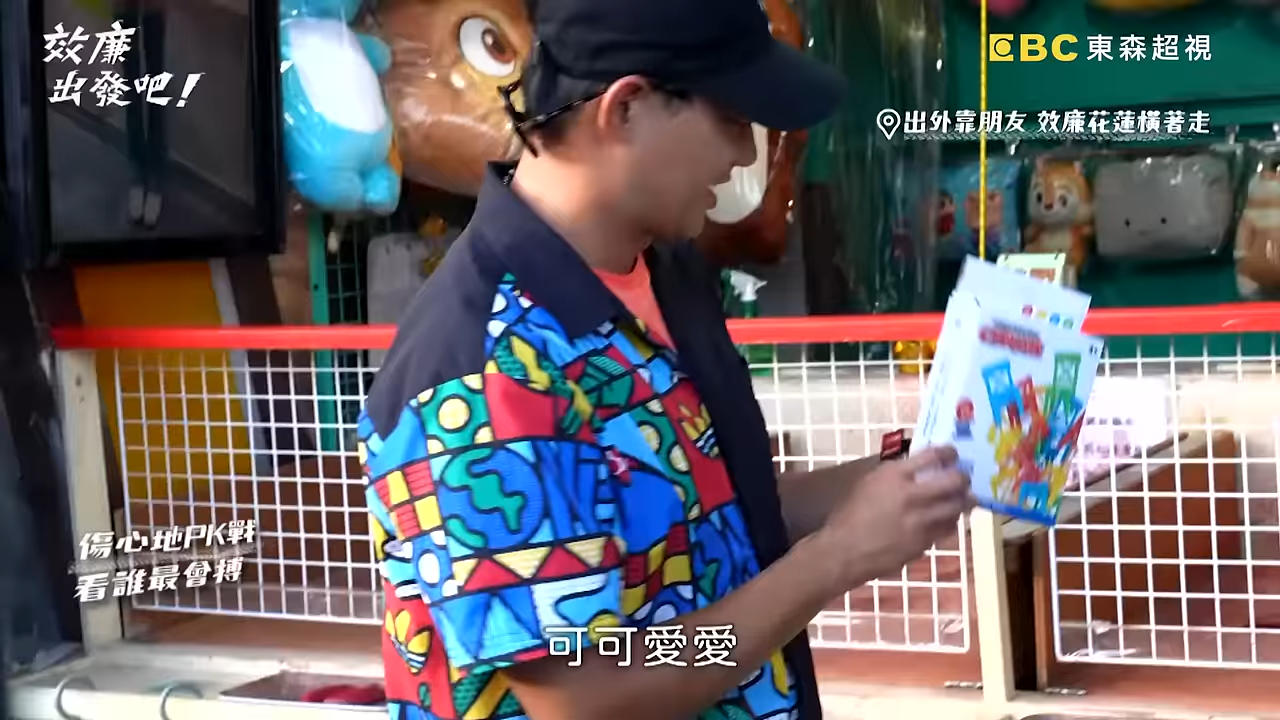 效廉
出發吧!
EBC東森超視
出外靠朋友 效廉花蓮橫著走
傷心地PK戰
看誰最會搏
可可愛愛